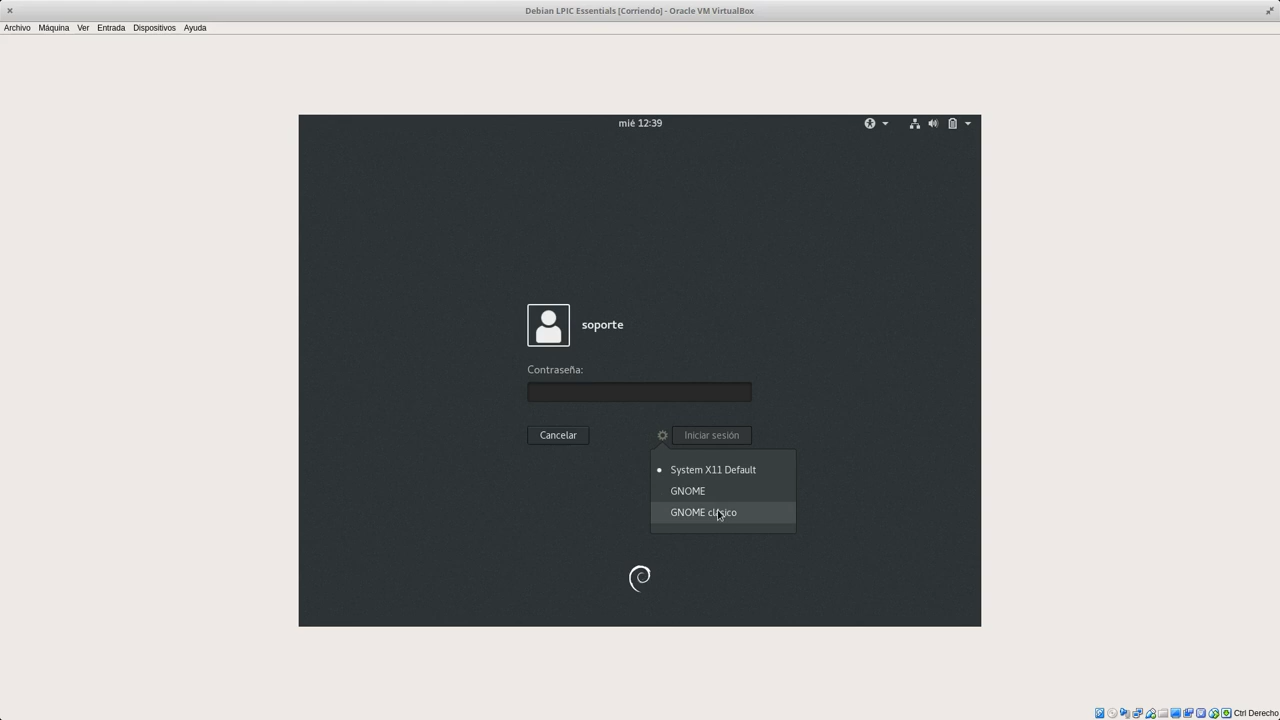 Debian LPIC Essentials [Corriendo] - Oracle VM VirtualBox
Archivo Máquina Ver Entrada Dispositivos Ayuda
mié 12:39
soporte
Contraseña:
Cancelar Iniciar sesión
System X11 Default
GNOME
GNOME clásico
Ctrl Derecho